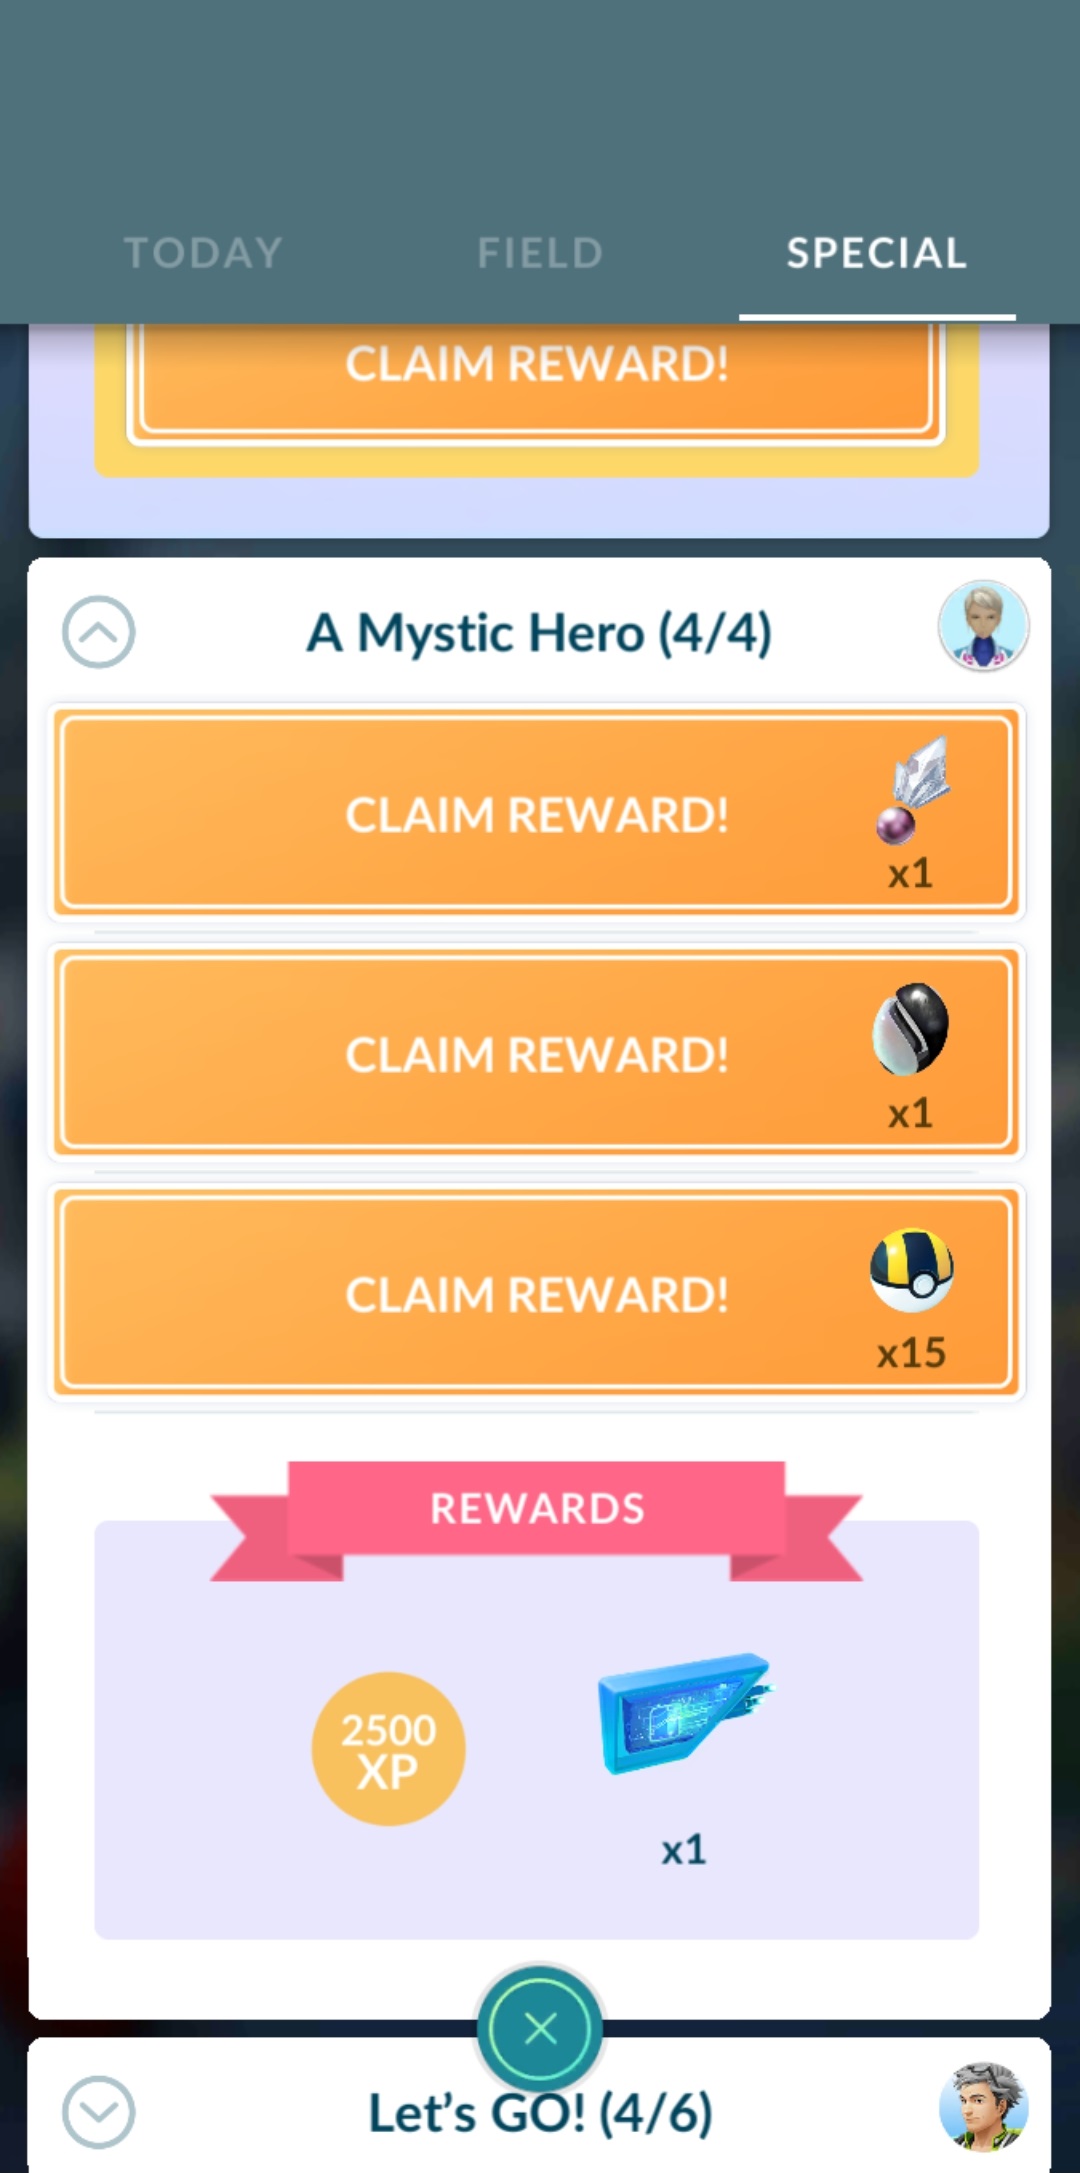 TODAY FIELD SPECIAL
CLAIM REWARD!
A Mystic Hero (4/4)
CLAIM REWARD!
x1
CLAIM REWARD!
x1
CLAIM REWARD!
x15
REWARDS
2500
XP
x1
Let's GO! (4/6)